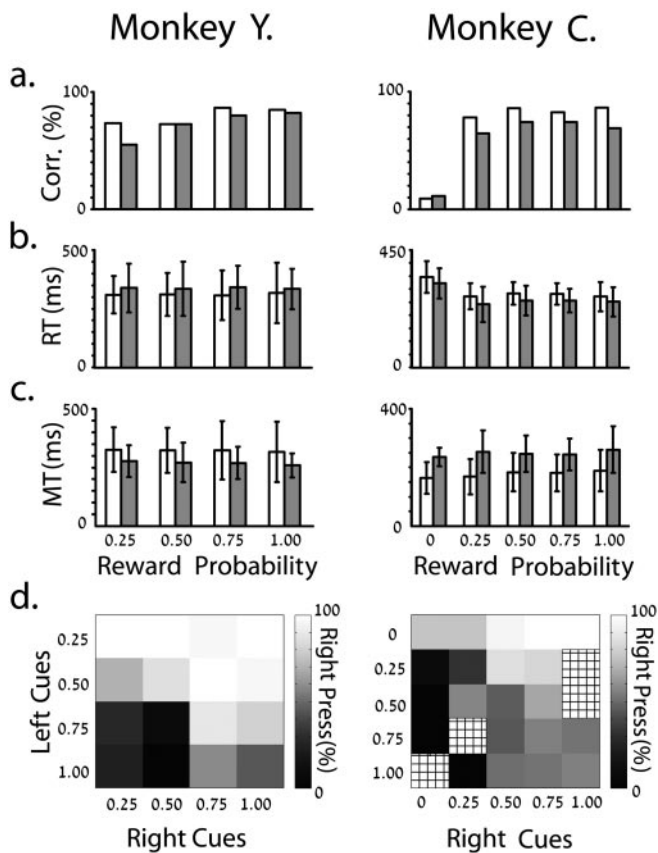 Monkey Y. Monkey C.
a.
Corr. (%)
100
0
100
0
b.
RT (ms)
500
0
450
0
c.
MT (ms)
500
0
400
0
0.25 0.50 0.75 1.00
Reward Probability
0 0.25 0.50 0.75 1.00
Reward Probability
d.
Left Cues
0.25
0.50
0.75
1.00
0.25 0.50 0.75 1.00
Right Cues
100
Right Press (%)
0
0
0.25
0.50
0.75
1.00
0 0.25 0.50 0.75 1.00
Right Cues
100
Right Press (%)
0